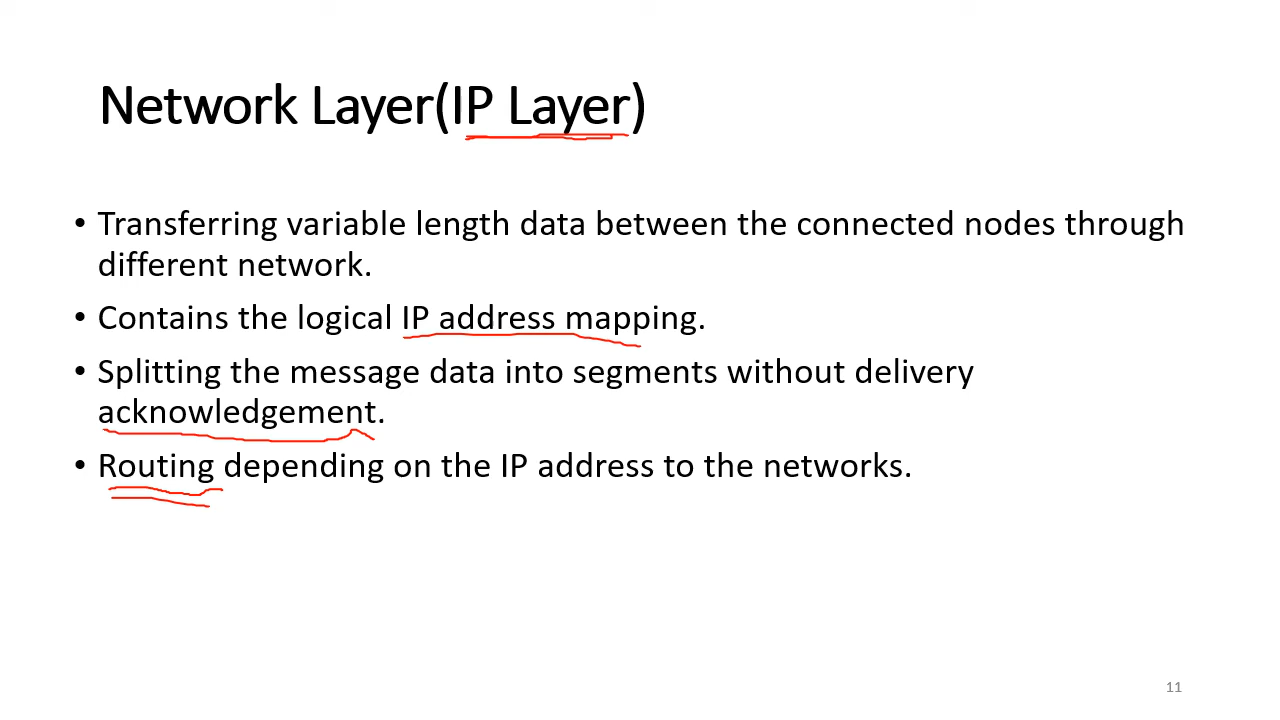 Network Layer(IP Layer)
• Transferring variable length data between the connected nodes through
different network.
• Contains the logical IP address mapping.
• Splitting the message data into segments without delivery
acknowledgement.
• Routing depending on the IP address to the networks.
11